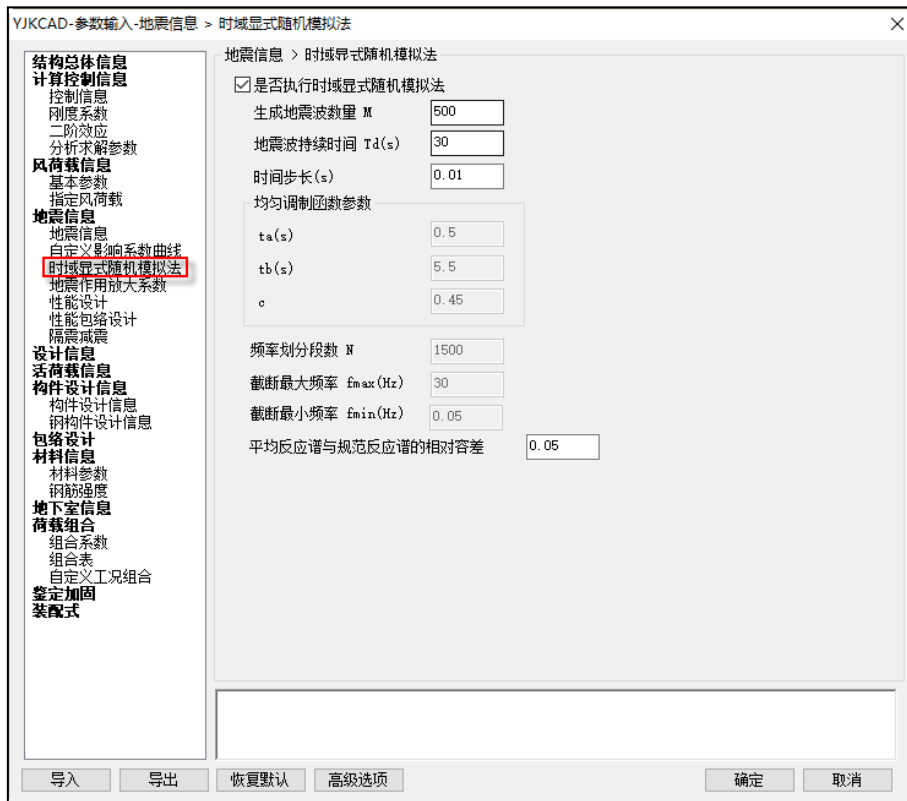 YJKCAD-参数输入-地震信息 > 时域显式随机模拟法
结构总体信息
计算控制信息
控制信息
刚度系数
二阶效应
分析求解参数
风荷载信息
基本参数
指定风荷载
地震信息
地震信息
自定义影响系数曲线
时域显式随机模拟法
地震作用放大系数
性能设计
性能包络设计
隔震减震
设计信息
活荷载信息
构件设计信息
构件设计信息
钢构件设计信息
包络设计
材料信息
材料参数
钢筋强度
地下室信息
荷载组合
组合系数
组合表
自定义工况组合
鉴定加固
装配式
地震信息 > 时域显式随机模拟法
是否执行时域显式随机模拟法
生成地震波数量 M 500
地震波持续时间 Td(s) 30
时间步长(s) 0.01
均匀调制函数参数
ta(s) 0.5
tb(s) 5.5
c 0.45
频率划分段数 N 1500
截断最大频率 fmax(Hz) 30
截断最小频率 fmin(Hz) 0.05
平均反应谱与规范反应谱的相对容差 0.05
导入 导出 恢复默认 高级选项 确定 取消